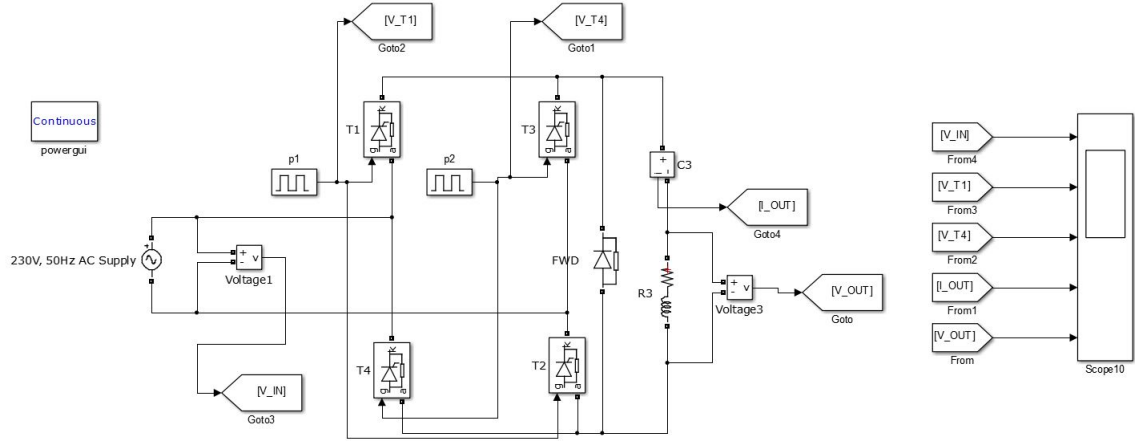 [V_T1]
Goto2
[V_T4]
Goto1
Continuous
powergui
T1
k
g
a
T3
k
g
a
p1
p2
+
-
C3
[I_OUT]
Goto4
230V, 50Hz AC Supply
+
-
v
Voltage1
FWD
R3
+
-
v
Voltage3
[V_OUT]
Goto
T4
k
g
a
T2
k
g
a
[V_IN]
Goto3
[V_IN]
From4
[V_T1]
From3
[V_T4]
From2
[I_OUT]
From1
[V_OUT]
From
Scope10